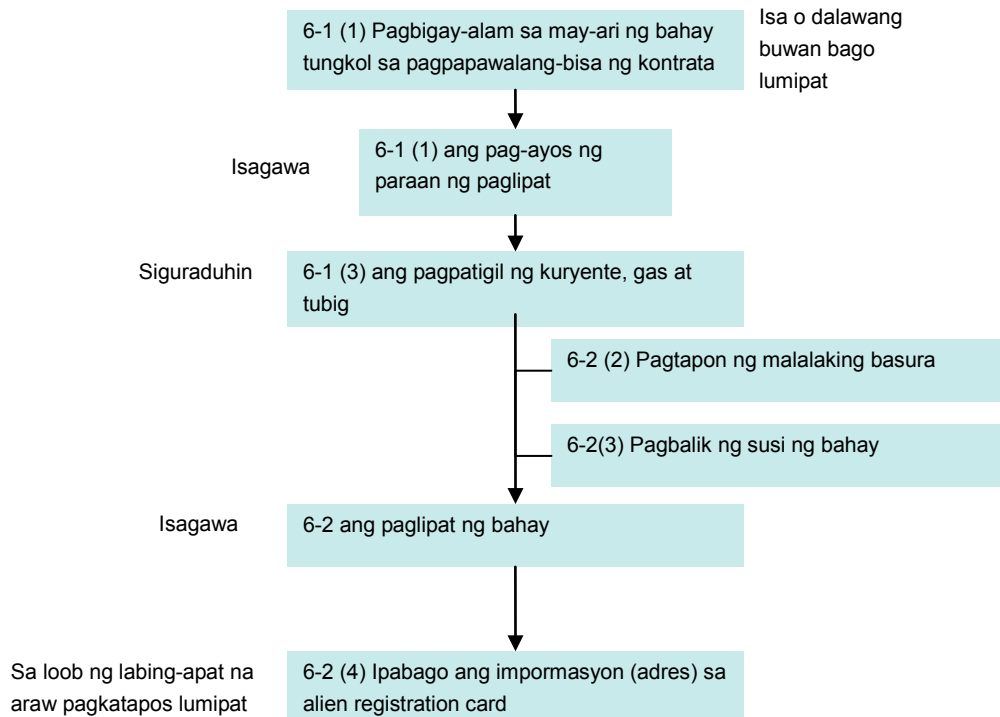 6-1 (1) Pagbigay-alam sa may-ari ng bahay
tungkol sa pagpapawalang-bisa ng kontrata
Isa o dalawang
buwan bago
lumipat
Isagawa
6-1 (1) ang pag-ayos ng
paraan ng paglipat
Siguraduhin
6-1 (3) ang pagpatigil ng kuryente, gas at
tubig
6-2 (2) Pagtapon ng malalaking basura
6-2(3) Pagbalik ng susi ng bahay
Isagawa
6-2 ang paglipat ng bahay
Sa loob ng labing-apat na
araw pagkatapos lumipat
6-2 (4) Ipabago ang impormasyon (adres) sa
alien registration card